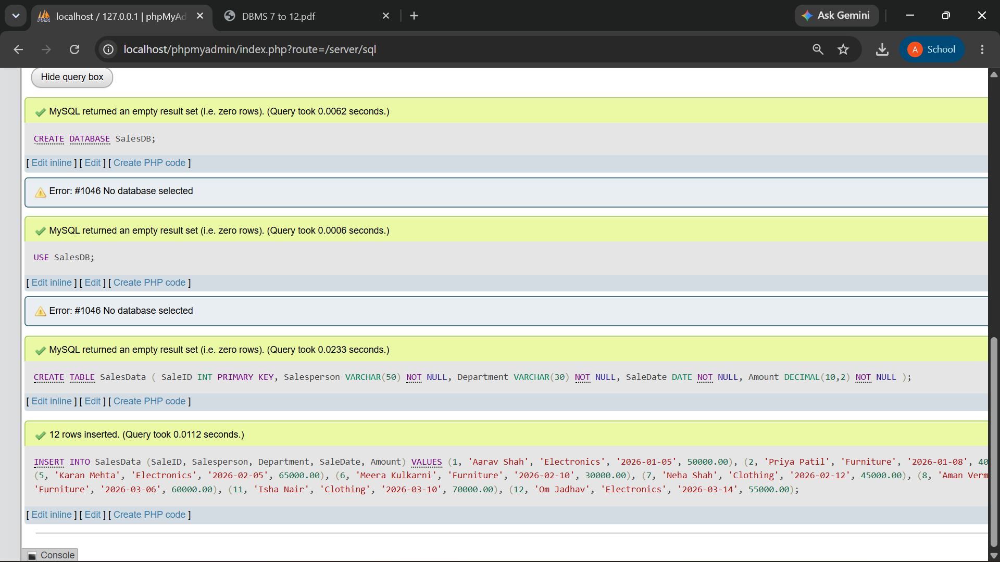 localhost / 127.0.0.1 | phpMyAd
DBMS 7 to 12.pdf
Ask Gemini
localhost/phpmyadmin/index.php?route=/server/sql
A School
Hide query box
MySQL returned an empty result set (i.e. zero rows). (Query took 0.0062 seconds.)
CREATE DATABASE SalesDB;
[ Edit inline ] [ Edit ] [ Create PHP code ]
Error: #1046 No database selected
MySQL returned an empty result set (i.e. zero rows). (Query took 0.0006 seconds.)
USE SalesDB;
[ Edit inline ] [ Edit ] [ Create PHP code ]
Error: #1046 No database selected
MySQL returned an empty result set (i.e. zero rows). (Query took 0.0233 seconds.)
CREATE TABLE SalesData ( SaleID INT PRIMARY KEY, Salesperson VARCHAR(50) NOT NULL, Department VARCHAR(30) NOT NULL, SaleDate DATE NOT NULL, Amount DECIMAL(10,2) NOT NULL );
[ Edit inline ] [ Edit ] [ Create PHP code ]
12 rows inserted. (Query took 0.0112 seconds.)
INSERT INTO SalesData (SaleID, Salesperson, Department, SaleDate, Amount) VALUES (1, 'Aarav Shah', 'Electronics', '2026-01-05', 50000.00), (2, 'Priya Patil', 'Furniture', '2026-01-08', 40
(5, 'Karan Mehta', 'Electronics', '2026-02-05', 65000.00), (6, 'Meera Kulkarni', 'Furniture', '2026-02-10', 30000.00), (7, 'Neha Shah', 'Clothing', '2026-02-12', 45000.00), (8, 'Aman Verm
'Furniture', '2026-03-06', 60000.00), (11, 'Isha Nair', 'Clothing', '2026-03-10', 70000.00), (12, 'Om Jadhav', 'Electronics', '2026-03-14', 55000.00);
[ Edit inline ] [ Edit ] [ Create PHP code ]
Console